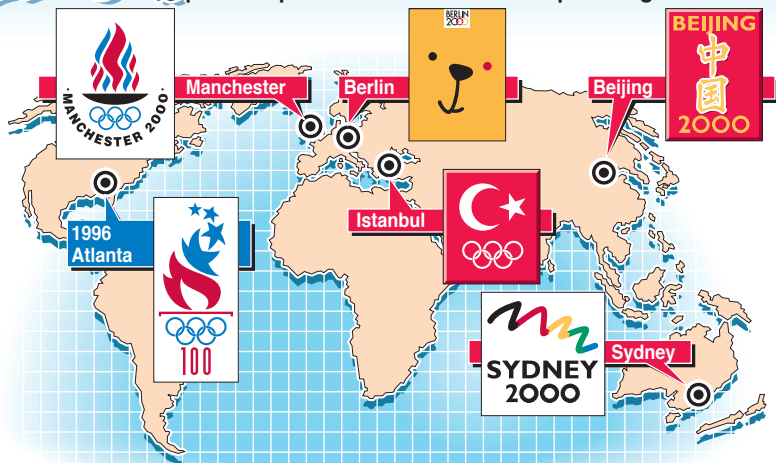 BERLIN
2000
BEIJING
中
国
2000
Manchester
Berlin
Beijing
·MANCHESTER 2000·
Istanbul
1996
Atlanta
100
SYDNEY
2000
Sydney